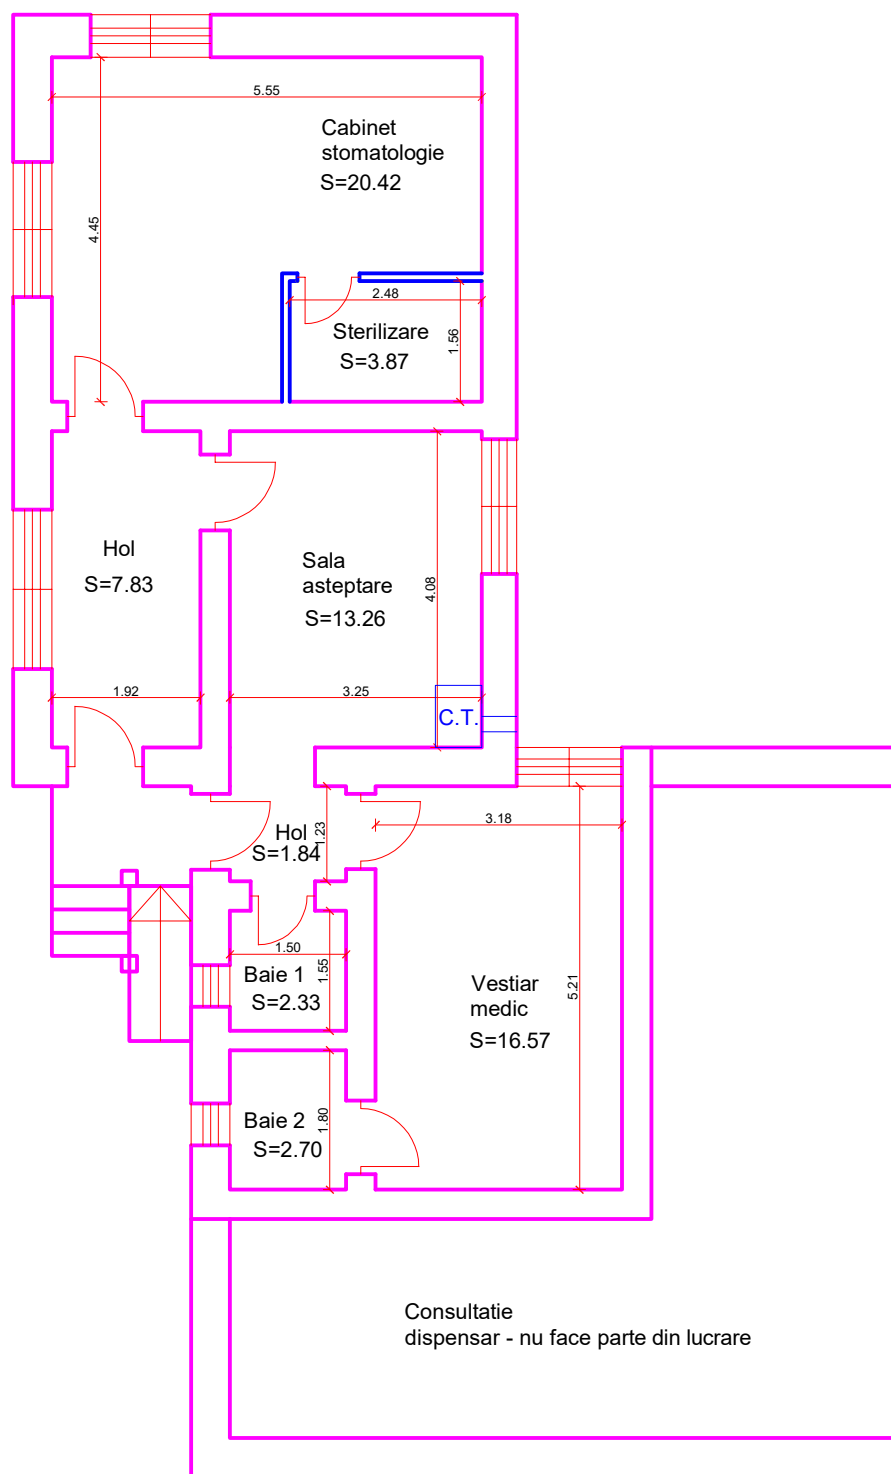 5.55
Cabinet
stomatologie
S=20.42
4.45
2.48
Sterilizare
S=3.87
1.56
Hol
S=7.83
Sala
asteptare
S=13.26
4.08
1.92
3.25
C.T.
Hol
S=1.84
1.23
3.18
1.50
Baie 1
S=2.33
1.55
Vestiar
medic
S=16.57
5.21
Baie 2
S=2.70
1.80
Consultatie
dispensar - nu face parte din lucrare